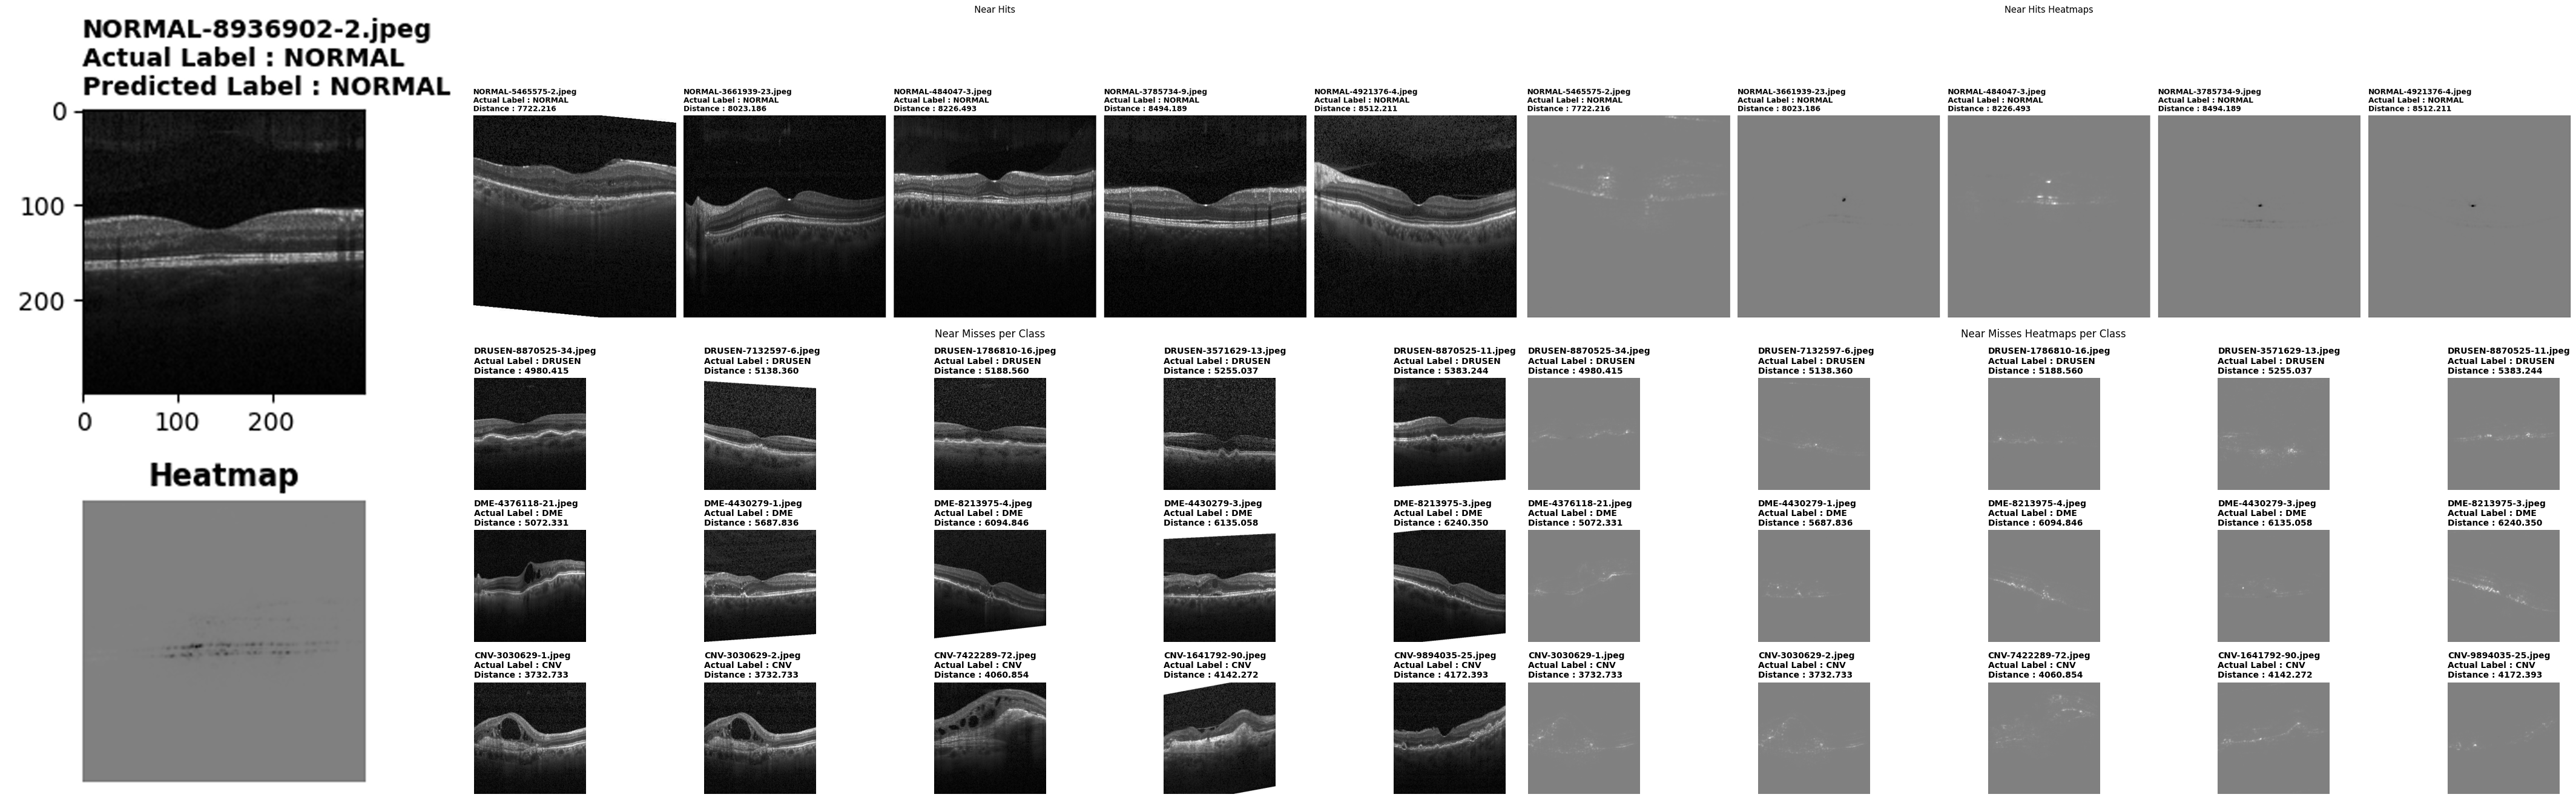 NORMAL-8936902-2.jpeg
Actual Label : NORMAL
Predicted Label : NORMAL
0
100
200
0
100
200
Heatmap
Near Hits
NORMAL-5465575-2.jpeg
Actual Label : NORMAL
Distance : 7722.216
NORMAL-3661939-23.jpeg
Actual Label : NORMAL
Distance : 8023.186
NORMAL-484047-3.jpeg
Actual Label : NORMAL
Distance : 8226.493
NORMAL-3785734-9.jpeg
Actual Label : NORMAL
Distance : 8494.189
NORMAL-4921376-4.jpeg
Actual Label : NORMAL
Distance : 8512.211
Near Hits Heatmaps
NORMAL-5465575-2.jpeg
Actual Label : NORMAL
Distance : 7722.216
NORMAL-3661939-23.jpeg
Actual Label : NORMAL
Distance : 8023.186
NORMAL-484047-3.jpeg
Actual Label : NORMAL
Distance : 8226.493
NORMAL-3785734-9.jpeg
Actual Label : NORMAL
Distance : 8494.189
NORMAL-4921376-4.jpeg
Actual Label : NORMAL
Distance : 8512.211
Near Misses per Class
DRUSEN-8870525-34.jpeg
Actual Label : DRUSEN
Distance : 4980.415
DRUSEN-7132597-6.jpeg
Actual Label : DRUSEN
Distance : 5138.360
DRUSEN-1786810-16.jpeg
Actual Label : DRUSEN
Distance : 5188.560
DRUSEN-3571629-13.jpeg
Actual Label : DRUSEN
Distance : 5255.037
DRUSEN-8870525-11.jpeg
Actual Label : DRUSEN
Distance : 5383.244
DME-4376118-21.jpeg
Actual Label : DME
Distance : 5072.331
DME-4430279-1.jpeg
Actual Label : DME
Distance : 5687.836
DME-8213975-4.jpeg
Actual Label : DME
Distance : 6094.846
DME-4430279-3.jpeg
Actual Label : DME
Distance : 6135.058
DME-8213975-3.jpeg
Actual Label : DME
Distance : 6240.350
CNV-3030629-1.jpeg
Actual Label : CNV
Distance : 3732.733
CNV-3030629-2.jpeg
Actual Label : CNV
Distance : 3732.733
CNV-7422289-72.jpeg
Actual Label : CNV
Distance : 4060.854
CNV-1641792-90.jpeg
Actual Label : CNV
Distance : 4142.272
CNV-9894035-25.jpeg
Actual Label : CNV
Distance : 4172.393
Near Misses Heatmaps per Class
DRUSEN-8870525-34.jpeg
Actual Label : DRUSEN
Distance : 4980.415
DRUSEN-7132597-6.jpeg
Actual Label : DRUSEN
Distance : 5138.360
DRUSEN-1786810-16.jpeg
Actual Label : DRUSEN
Distance : 5188.560
DRUSEN-3571629-13.jpeg
Actual Label : DRUSEN
Distance : 5255.037
DRUSEN-8870525-11.jpeg
Actual Label : DRUSEN
Distance : 5383.244
DME-4376118-21.jpeg
Actual Label : DME
Distance : 5072.331
DME-4430279-1.jpeg
Actual Label : DME
Distance : 5687.836
DME-8213975-4.jpeg
Actual Label : DME
Distance : 6094.846
DME-4430279-3.jpeg
Actual Label : DME
Distance : 6135.058
DME-8213975-3.jpeg
Actual Label : DME
Distance : 6240.350
CNV-3030629-1.jpeg
Actual Label : CNV
Distance : 3732.733
CNV-3030629-2.jpeg
Actual Label : CNV
Distance : 3732.733
CNV-7422289-72.jpeg
Actual Label : CNV
Distance : 4060.854
CNV-1641792-90.jpeg
Actual Label : CNV
Distance : 4142.272
CNV-9894035-25.jpeg
Actual Label : CNV
Distance : 4172.393